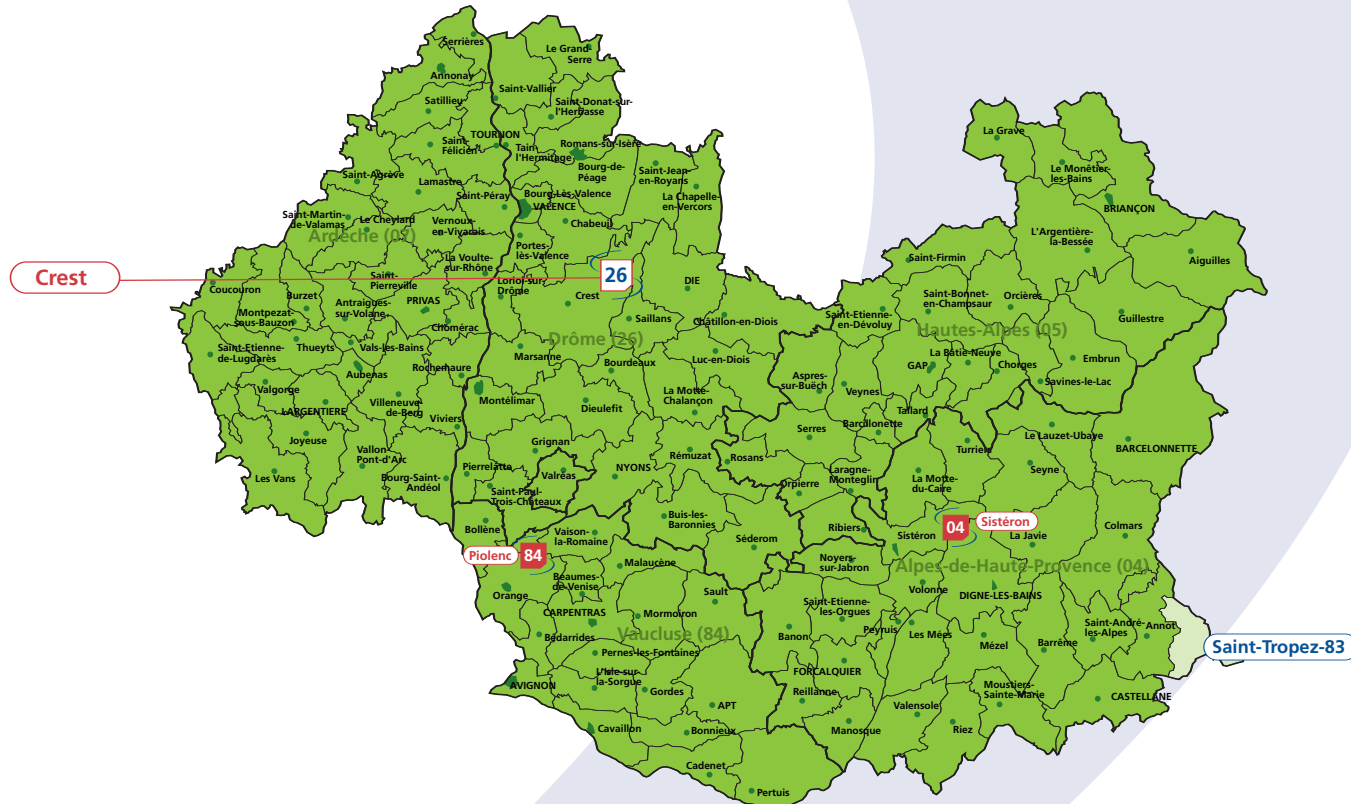 Serrières
Le Grand-
Serre
Annonay
Saint-Vallier
Satillieu
Saint-Donat-sur-
l'Herbasse
La Grave
TOURNON
Saint-
Félicien
Tain-
l'Hermitage
Romans-sur-Isère
Bourg-de-
Péage
Saint-Jean-
en-Royans
Le Monêtier-
les-Bains
Saint-Agrève
Lamastre
Saint-Péray
Bourg-Lès-Valence
VALENCE
La Chapelle-
en-Vercors
BRIANÇON
Saint-Martin-
de-Valamas
Le Cheylard
Vernoux-
en-Vivarais
Chabeuil
Ardèche (07)
L'Argentière-
la-Bessée
Portes-
lès-Valence
Saint-Firmin
Aiguilles
La Voulte-
sur-Rhône
Crest
26
Saint-
Pierreville
Loriol-sur-
Drôme
DIE
Coucouron
Burzet
Antraigues-
sur-Volane
PRIVAS
Crest
Saint-Bonnet-
en-Champsaur
Orcières
Montpezat-
sous-Bauzon
Chomérac
Saillans
Châtillon-en-Diois
Saint-Etienne-
en-Dévoluy
Guillestre
Hautes-Alpes (05)
Drôme (26)
Saint-Etienne-
de-Lugdarès
Thueyts
Vals-les-Bains
Marsanne
Luc-en-Diois
La Bâtie-Neuve
Embrun
Aubenas
Rochemaure
Bourdeaux
Aspres-
sur-Buëch
GAP
Chorges
Valgorge
Savines-le-Lac
Villeneuve-
de-Berg
Montélimar
La Motte-
Chalançon
Veynes
LARGENTIERE
Dieulefit
Tallard
Viviers
Barcillonette
Joyeuse
Serres
Le Lauzet-Ubaye
Vallon-
Pont-d'Arc
Grignan
Rémuzat
Rosans
Turriers
BARCELONNETTE
Les Vans
Bourg-Saint-
Andéol
Pierrelatte
Valréas
NYONS
Laragne-
Monteglin
La Motte-
du-Caire
Seyne
Saint-Paul-
Trois-Châteaux
Orpierre
Bollène
Buis-les-
Baronnies
Ribiers
04
Sistéron
Colmars
Vaison-
la-Romaine
Séderom
Sistéron
La Javie
Piolenc
84
Malaucène
Noyers-
sur-Jabron
Alpes-de-Haute-Provence (04)
Beaumes-
de-Venise
Orange
Sault
Volonne
DIGNE-LES-BAINS
CARPENTRAS
Mormoiron
Saint-Etienne-
les-Orgues
Peyruis
Les Mées
Saint-André-
les-Alpes
Annot
Bédarrides
Vaucluse (84)
Banon
Mézel
Barrême
Saint-Tropez-83
Pernes-les-Fontaines
L'Isle-sur-
la-Sorgue
FORCALQUIER
AVIGNON
Gordes
Reillanne
Moustiers-
Sainte-Marie
CASTELLANE
APT
Valensole
Cavaillon
Bonnieux
Manosque
Riez
Cadenet
Pertuis